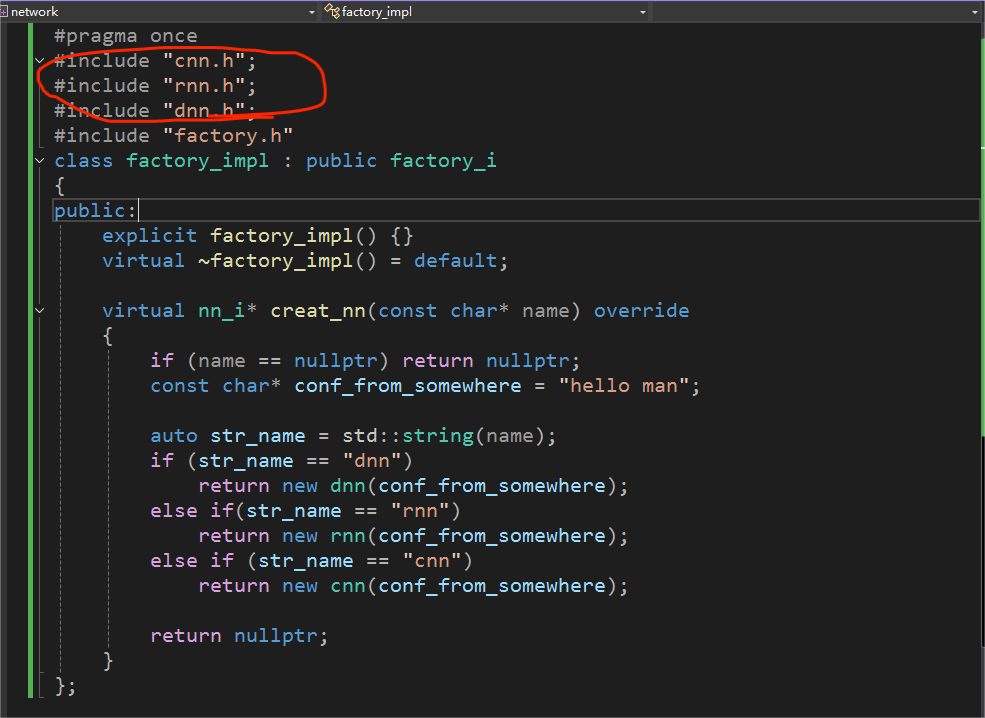 network factory_impl
#pragma once
#include "cnn.h";
#include "rnn.h";
#include "dnn.h";
#include "factory.h"
class factory_impl : public factory_i
{
public:
    explicit factory_impl() {}
    virtual ~factory_impl() = default;

    virtual nn_i* creat_nn(const char* name) override
    {
        if (name == nullptr) return nullptr;
        const char* conf_from_somewhere = "hello man";

        auto str_name = std::string(name);
        if (str_name == "dnn")
            return new dnn(conf_from_somewhere);
        else if(str_name == "rnn")
            return new rnn(conf_from_somewhere);
        else if (str_name == "cnn")
            return new cnn(conf_from_somewhere);

        return nullptr;
    }
};